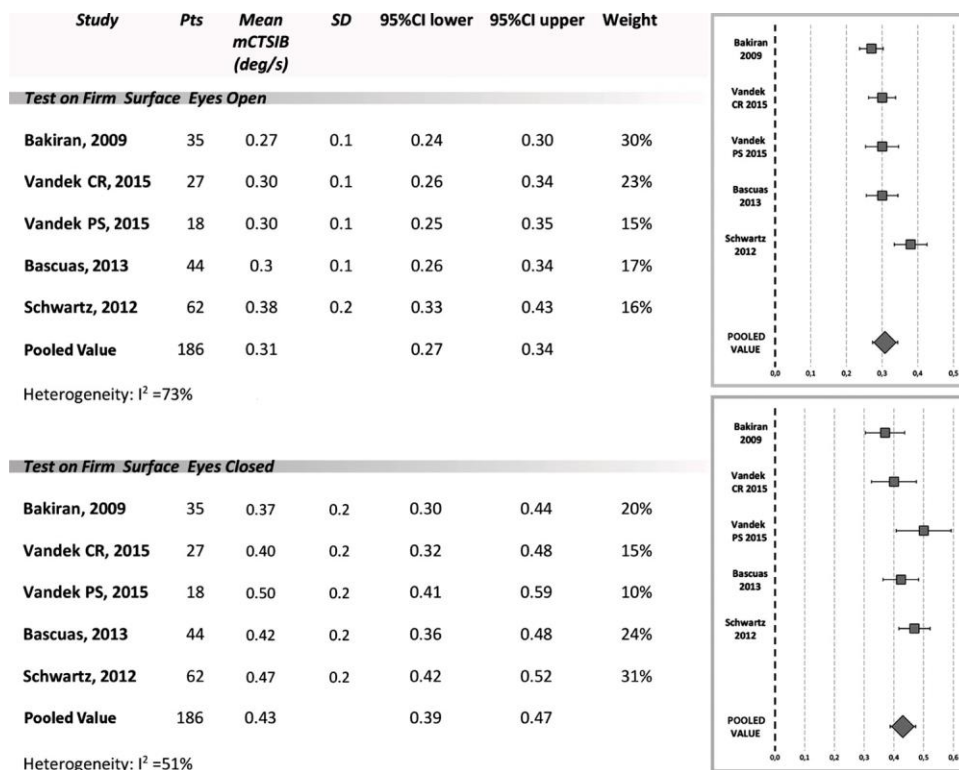 Study Pts Mean mCTSIB (deg/s) SD 95%CI lower 95%CI upper Weight
Test on Firm Surface Eyes Open
Bakiran, 2009 35 0.27 0.1 0.24 0.30 30%
Vandek CR, 2015 27 0.30 0.1 0.26 0.34 23%
Vandek PS, 2015 18 0.30 0.1 0.25 0.35 15%
Bascuas, 2013 44 0.3 0.1 0.26 0.34 17%
Schwartz, 2012 62 0.38 0.2 0.33 0.43 16%
Pooled Value 186 0.31 0.27 0.34
Heterogeneity: I² =73%
Test on Firm Surface Eyes Closed
Bakiran, 2009 35 0.37 0.2 0.30 0.44 20%
Vandek CR, 2015 27 0.40 0.2 0.32 0.48 15%
Vandek PS, 2015 18 0.50 0.2 0.41 0.59 10%
Bascuas, 2013 44 0.42 0.2 0.36 0.48 24%
Schwartz, 2012 62 0.47 0.2 0.42 0.52 31%
Pooled Value 186 0.43 0.39 0.47
Heterogeneity: I² =51%
Bakiran
2009
Vandek
CR 2015
Vandek
PS 2015
Bascuas
2013
Schwartz
2012
POOLED
VALUE
0,0 0,1 0,2 0,3 0,4 0,5
Bakiran
2009
Vandek
CR 2015
Vandek
PS 2015
Bascuas
2013
Schwartz
2012
POOLED
VALUE
0,0 0,1 0,2 0,3 0,4 0,5 0,6